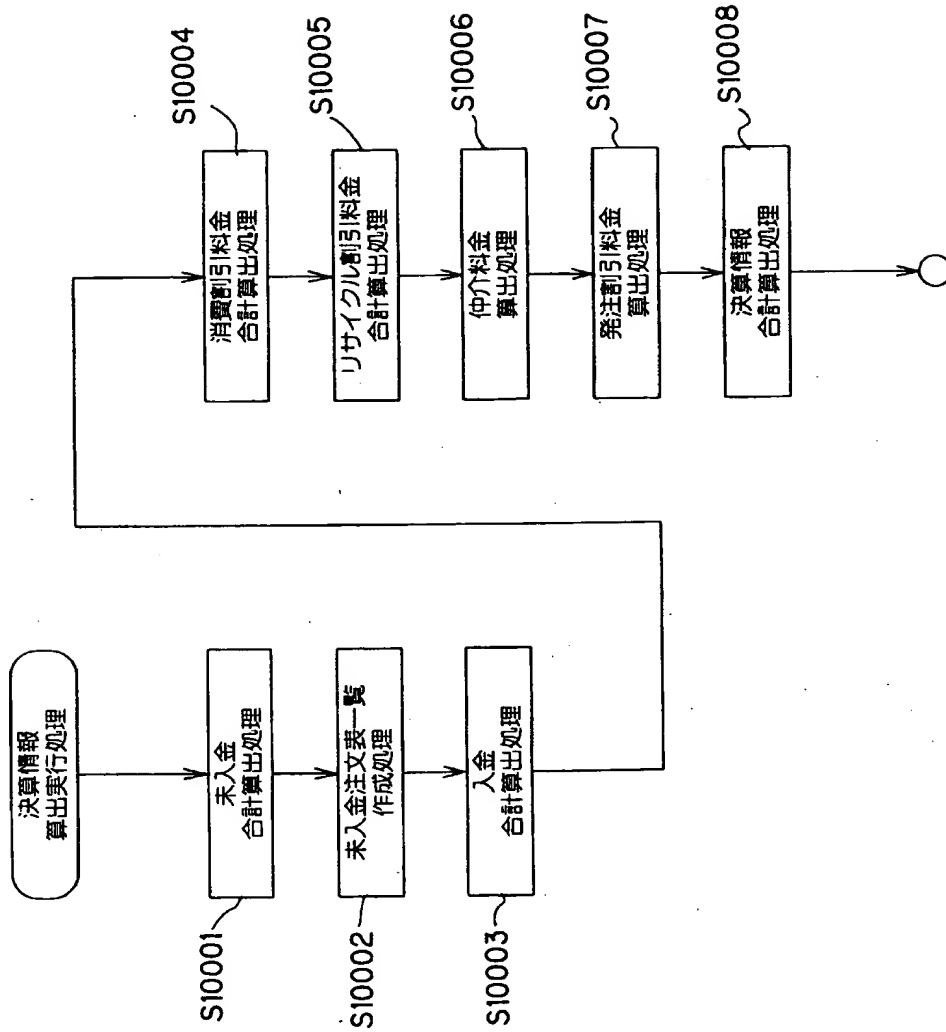 決算情報
算出実行処理
S10001
未入金
合計算出処理
S10002
未入金注文表一覧
作成処理
S10003
入金
合計算出処理
S10004
消費割引料金
合計算出処理
S10005
リサイクル割引料金
合計算出処理
S10006
仲介料金
算出処理
S10007
発注割引料金
算出処理
S10008
決算情報
合計算出処理